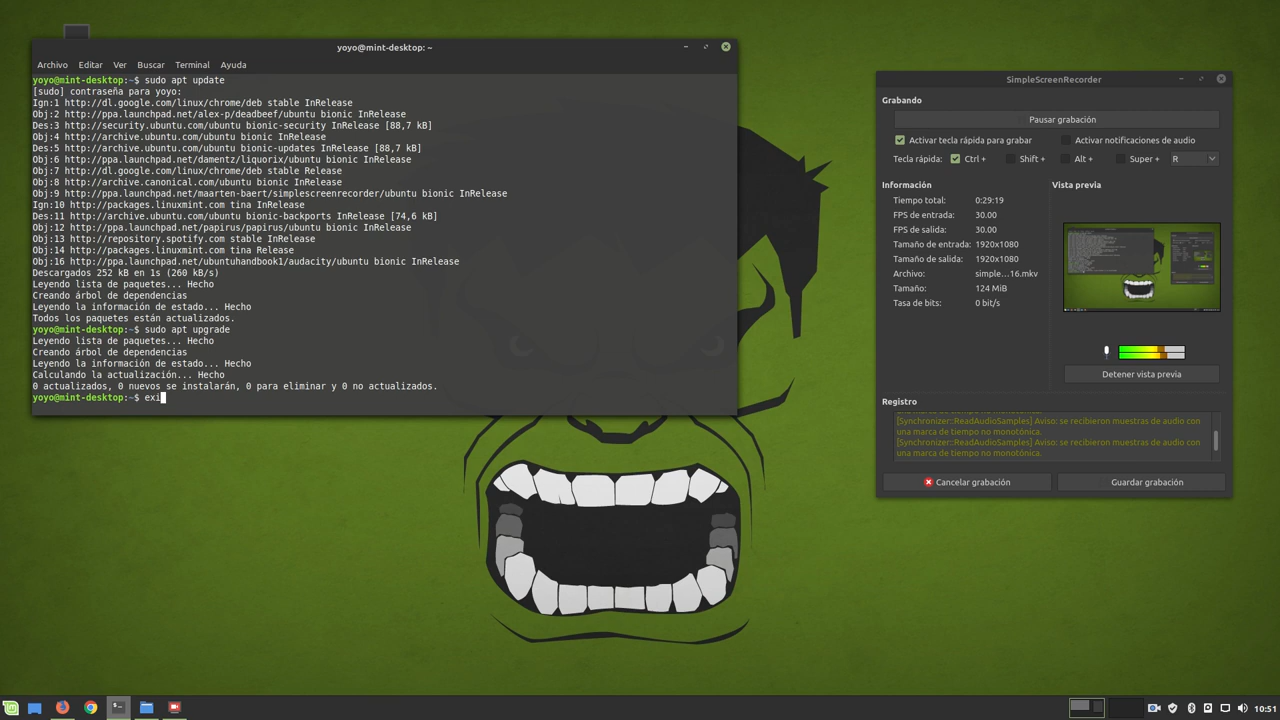 yoyo@mint-desktop: ~
Archivo Editar Ver Buscar Terminal Ayuda
yoyo@mint-desktop:~$ sudo apt update
[sudo] contraseña para yoyo:
Ign:1 http://dl.google.com/linux/chrome/deb stable InRelease
Obj:2 http://ppa.launchpad.net/alex-p/deadbeef/ubuntu bionic InRelease
Des:3 http://security.ubuntu.com/ubuntu bionic-security InRelease [88,7 kB]
Obj:4 http://archive.ubuntu.com/ubuntu bionic InRelease
Des:5 http://archive.ubuntu.com/ubuntu bionic-updates InRelease [88,7 kB]
Obj:6 http://ppa.launchpad.net/damentz/liquorix/ubuntu bionic InRelease
Obj:7 http://dl.google.com/linux/chrome/deb stable Release
Obj:8 http://archive.canonical.com/ubuntu bionic InRelease
Obj:9 http://ppa.launchpad.net/maarten-baert/simplescreenrecorder/ubuntu bionic InRelease
Ign:10 http://packages.linuxmint.com tina InRelease
Des:11 http://archive.ubuntu.com/ubuntu bionic-backports InRelease [74,6 kB]
Obj:12 http://ppa.launchpad.net/papirus/papirus/ubuntu bionic InRelease
Obj:13 http://repository.spotify.com stable InRelease
Obj:14 http://packages.linuxmint.com tina Release
Obj:16 http://ppa.launchpad.net/ubuntuhandbook1/audacity/ubuntu bionic InRelease
Descargados 252 kB en 1s (260 kB/s)
Leyendo lista de paquetes... Hecho
Creando árbol de dependencias
Leyendo la información de estado... Hecho
Todos los paquetes están actualizados.
yoyo@mint-desktop:~$ sudo apt upgrade
Leyendo lista de paquetes... Hecho
Creando árbol de dependencias
Leyendo la información de estado... Hecho
Calculando la actualización... Hecho
0 actualizados, 0 nuevos se instalarán, 0 para eliminar y 0 no actualizados.
yoyo@mint-desktop:~$ exi
SimpleScreenRecorder
Grabando
Pausar grabación
Activar tecla rápida para grabar Activar notificaciones de audio
Tecla rápida: Ctrl + Shift + Alt + Super + R
Información
Tiempo total: 0:29:19
FPS de entrada: 30.00
FPS de salida: 30.00
Tamaño de entrada: 1920x1080
Tamaño de salida: 1920x1080
Archivo: simple...16.mkv
Tamaño: 124 MiB
Tasa de bits: 0 bit/s
Vista previa
Detener vista previa
Registro
[Synchronizer::ReadAudioSamples] Aviso: se recibieron muestras de audio con
una marca de tiempo no monotónica.
[Synchronizer::ReadAudioSamples] Aviso: se recibieron muestras de audio con
una marca de tiempo no monotónica.
Cancelar grabación Guardar grabación
10:51